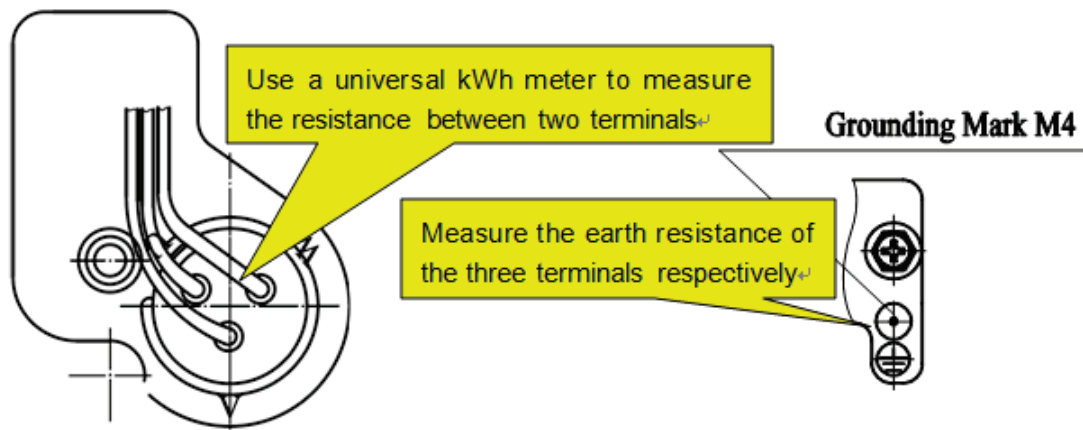 Use a universal kWh meter to measure
the resistance between two terminals↵
Grounding Mark M4
Measure the earth resistance of
the three terminals respectively↵